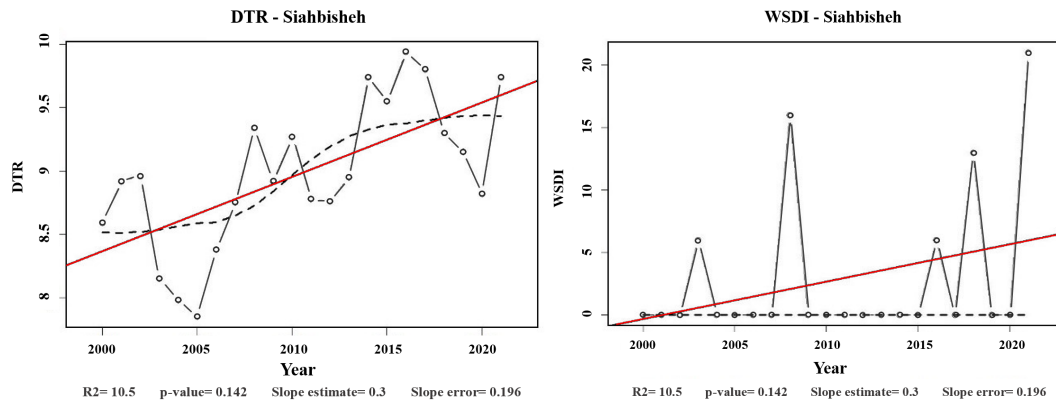 DTR - Siahbisheh
10
9.5
9
8.5
8
DTR
2000 2005 2010 2015 2020
Year
R2= 10.5 p-value= 0.142 Slope estimate= 0.3 Slope error= 0.196
WSDI - Siahbisheh
20
15
10
5
0
WSDI
2000 2005 2010 2015 2020
Year
R2= 10.5 p-value= 0.142 Slope estimate= 0.3 Slope error= 0.196